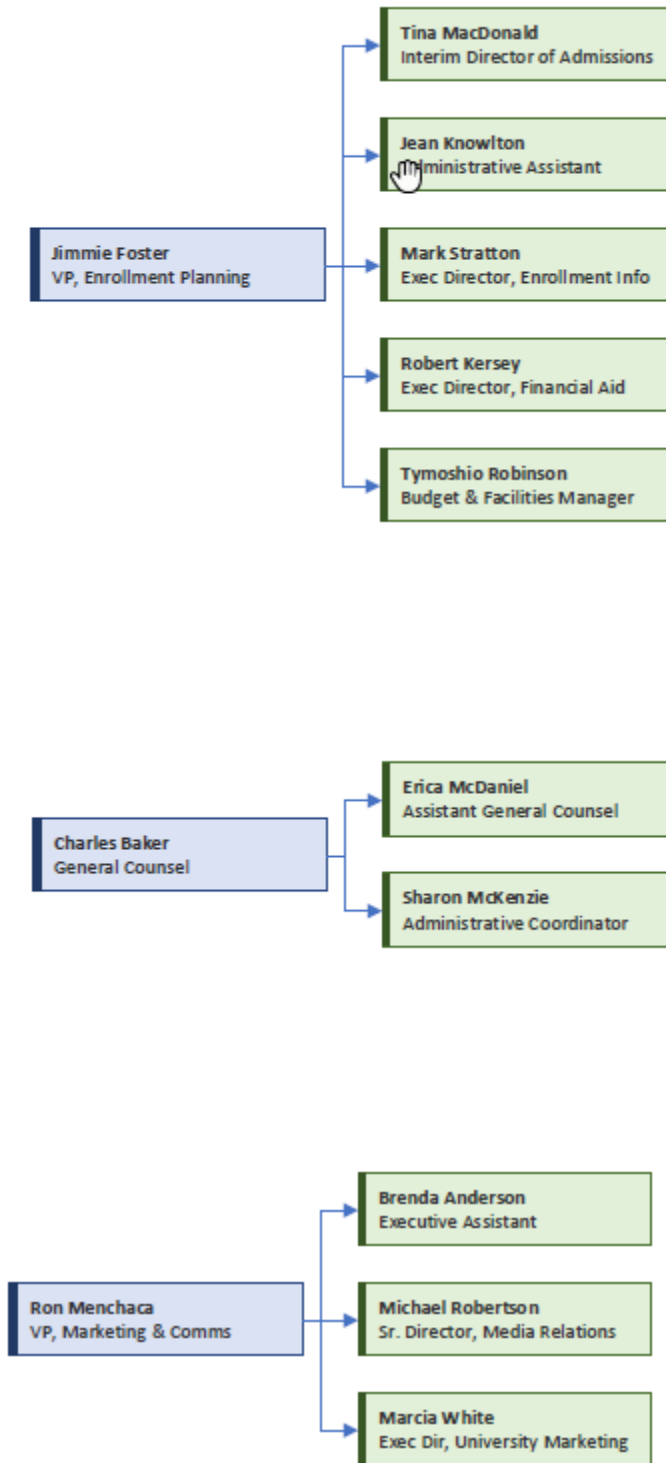 Tina MacDonald
Interim Director of Admissions
Jean Knowlton
Administrative Assistant
Jimmie Foster
VP, Enrollment Planning
Mark Stratton
Exec Director, Enrollment Info
Robert Kersey
Exec Director, Financial Aid
Tymoshio Robinson
Budget & Facilities Manager
Erica McDaniel
Assistant General Counsel
Charles Baker
General Counsel
Sharon McKenzie
Administrative Coordinator
Brenda Anderson
Executive Assistant
Ron Menchaca
VP, Marketing & Comms
Michael Robertson
Sr. Director, Media Relations
Marcia White
Exec Dir, University Marketing